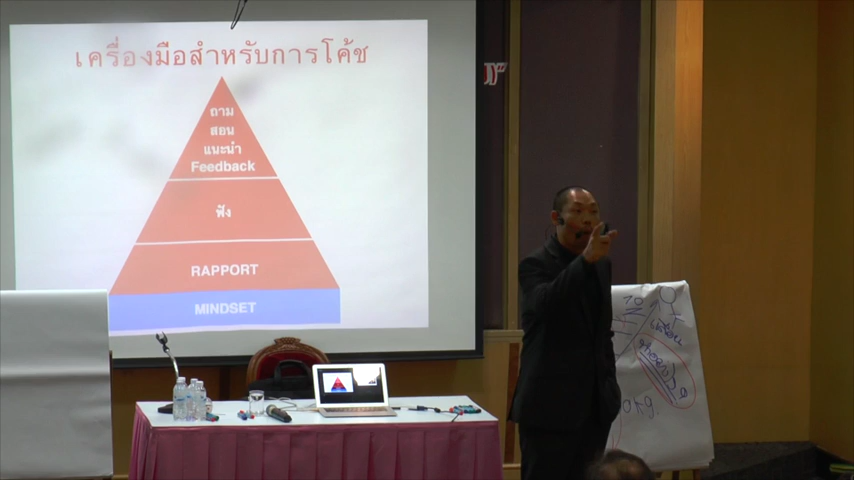 เครื่องมือสำหรับการโค้ช
ถาม
สอน
แนะนำ
Feedback
ฟัง
RAPPORT
MINDSET